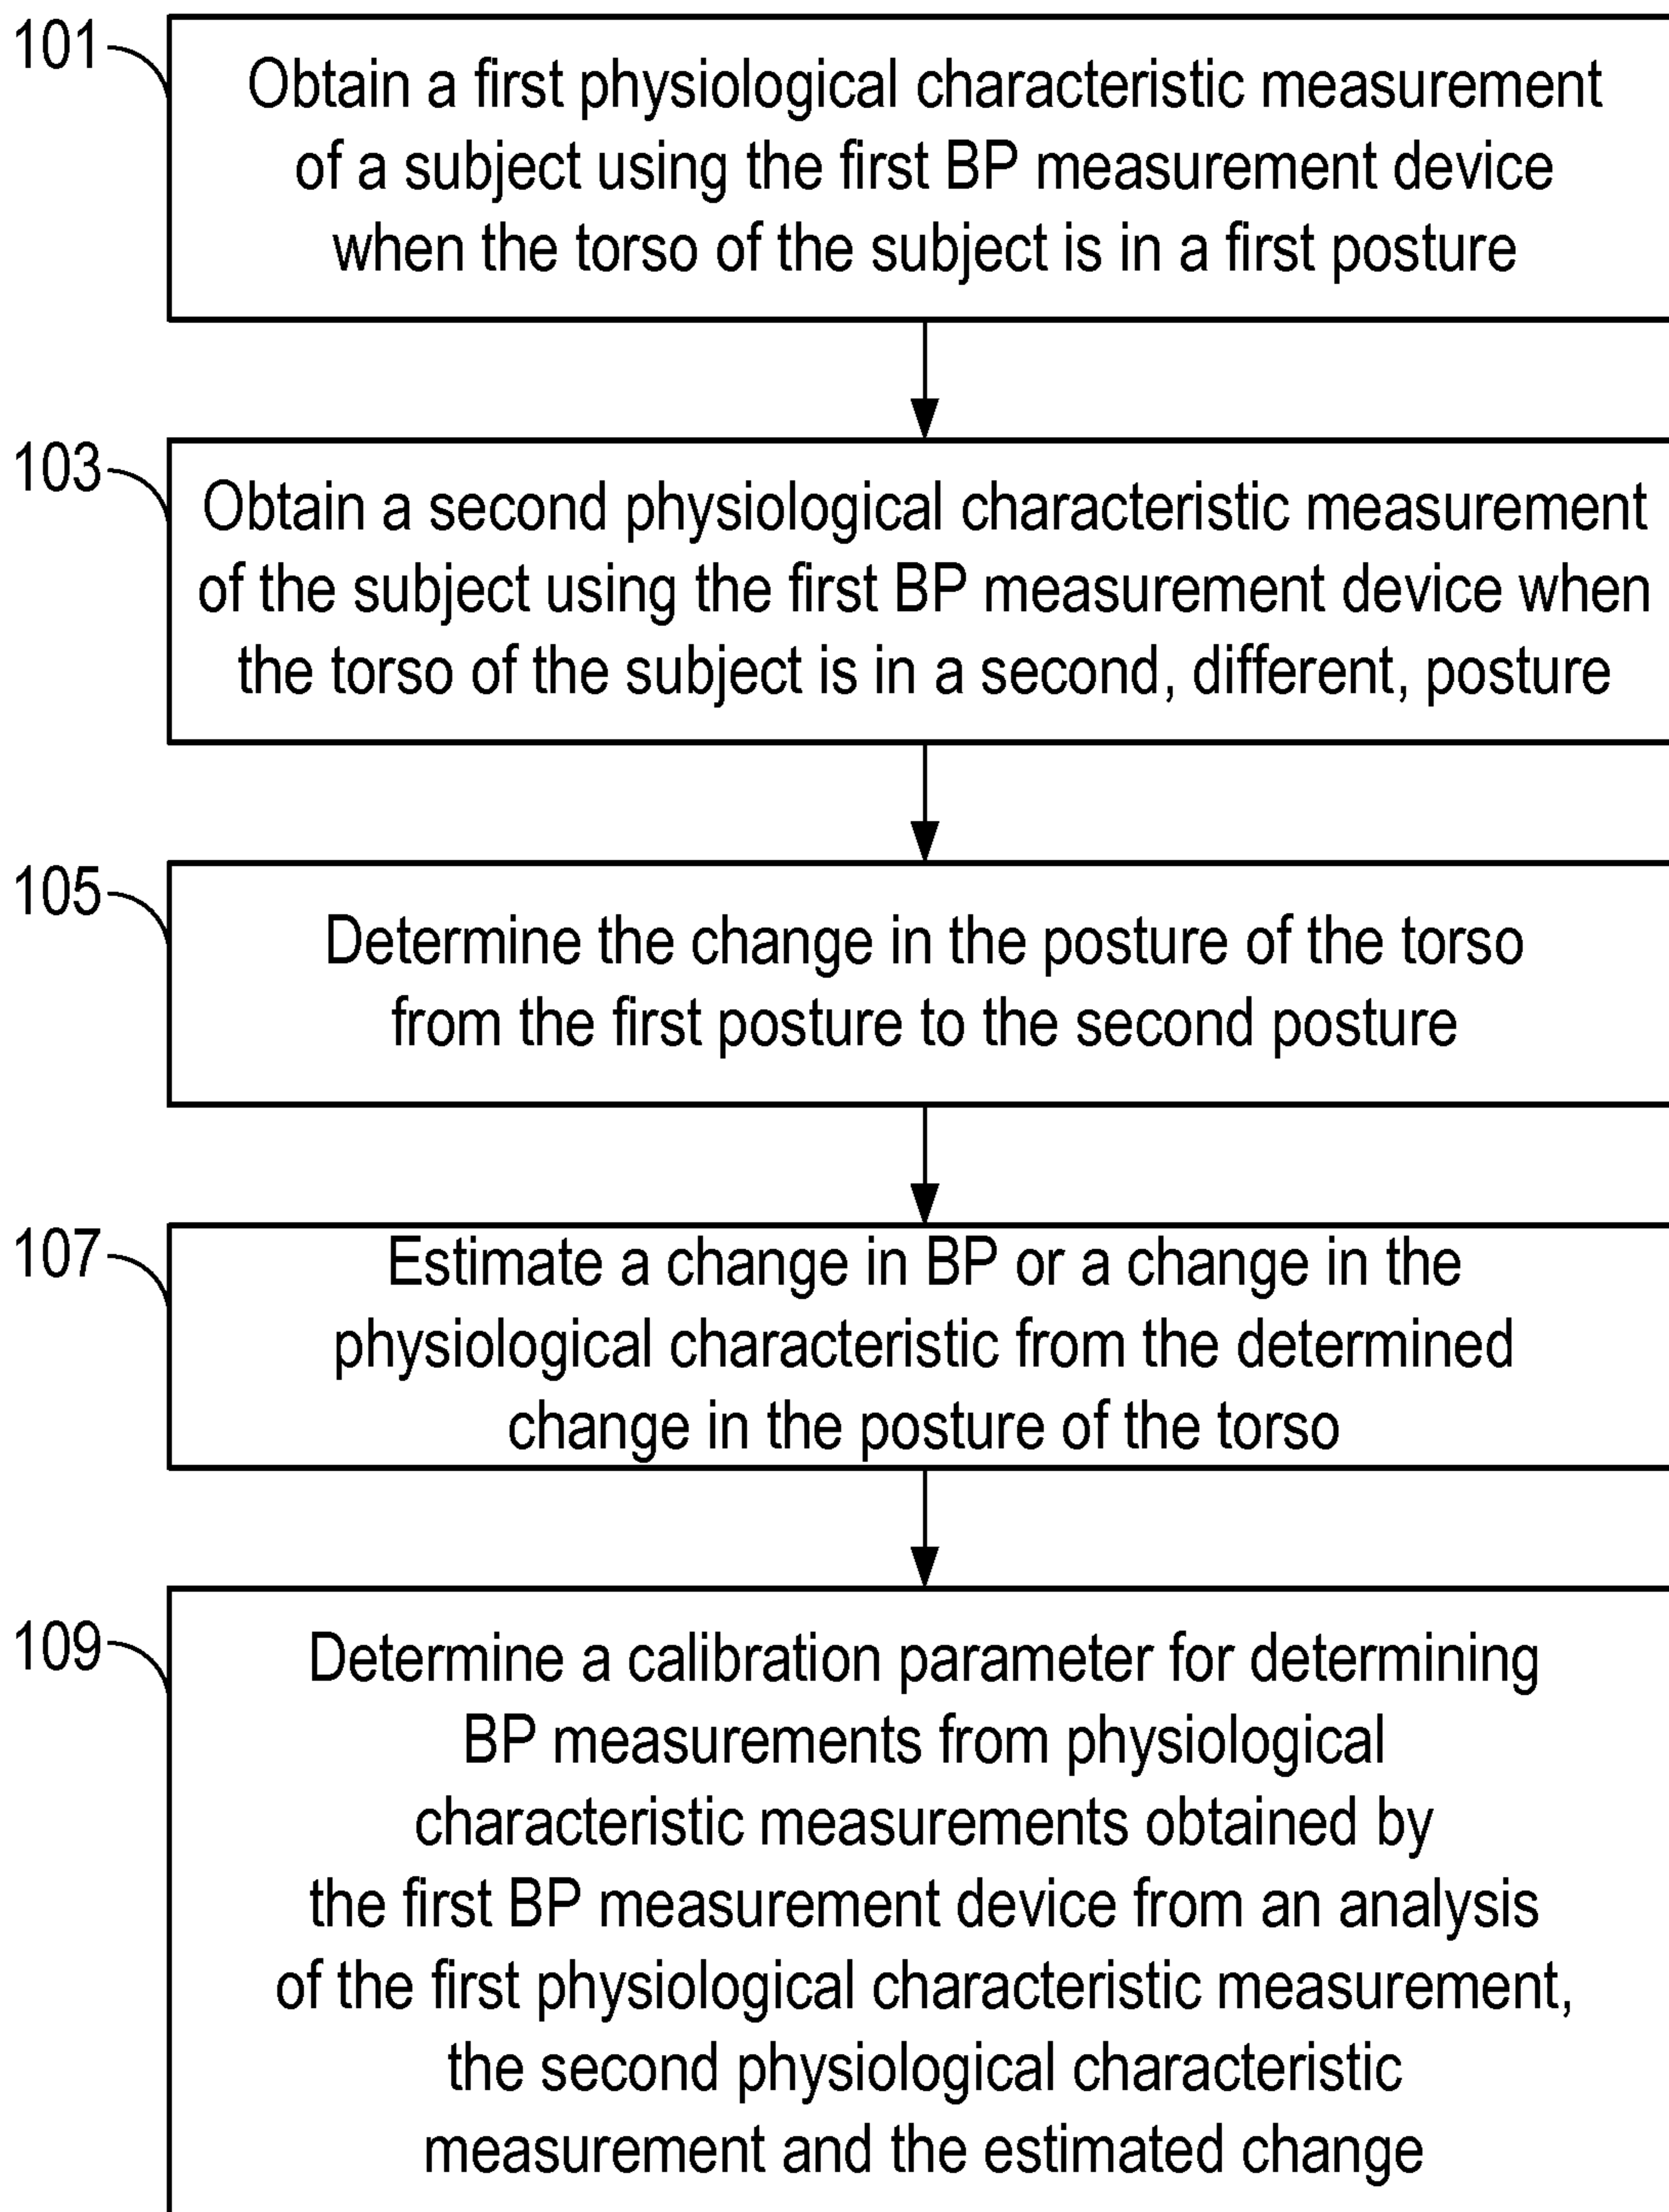 101
Obtain a first physiological characteristic measurement
of a subject using the first BP measurement device
when the torso of the subject is in a first posture
103
Obtain a second physiological characteristic measurement
of the subject using the first BP measurement device when
the torso of the subject is in a second, different, posture
105
Determine the change in the posture of the torso
from the first posture to the second posture
107
Estimate a change in BP or a change in the
physiological characteristic from the determined
change in the posture of the torso
109
Determine a calibration parameter for determining
BP measurements from physiological
characteristic measurements obtained by
the first BP measurement device from an analysis
of the first physiological characteristic measurement,
the second physiological characteristic
measurement and the estimated change